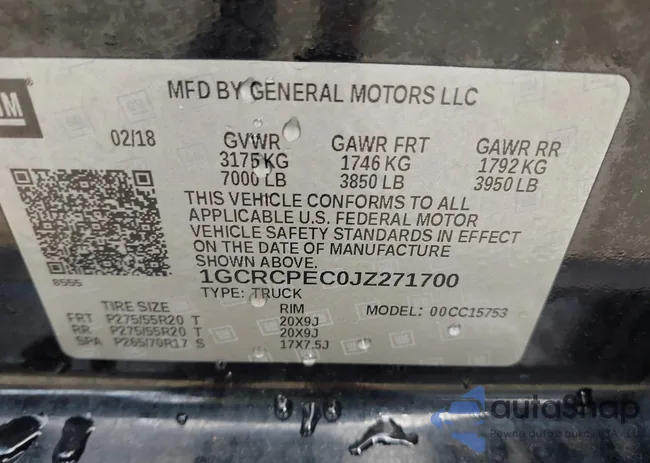 GM
MFD BY GENERAL MOTORS LLC
02/18 GVWR GAWR FRT GAWR RR
3175 KG 1746 KG 1792 KG
7000 LB 3850 LB 3950 LB
THIS VEHICLE CONFORMS TO ALL
APPLICABLE U.S. FEDERAL MOTOR
VEHICLE SAFETY STANDARDS IN EFFECT
ON THE DATE OF MANUFACTURE
SHOWN ABOVE.
8555 1GCRCPEC0JZ271700
TYPE: TRUCK
TIRE SIZE RIM MODEL: 00CC15753
FRT P275/55R20 T 20X9J
RR P275/55R20 T 20X9J
SPA P265/70R17 S 17X7.5J
autaShop